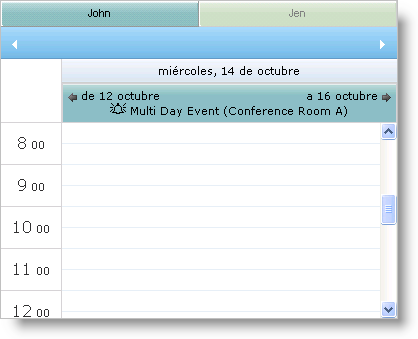 John Jen
miércoles, 14 de octubre
de 12 octubre a 16 octubre
Multi Day Event (Conference Room A)
8 00
9 00
10 00
11 00
12 00